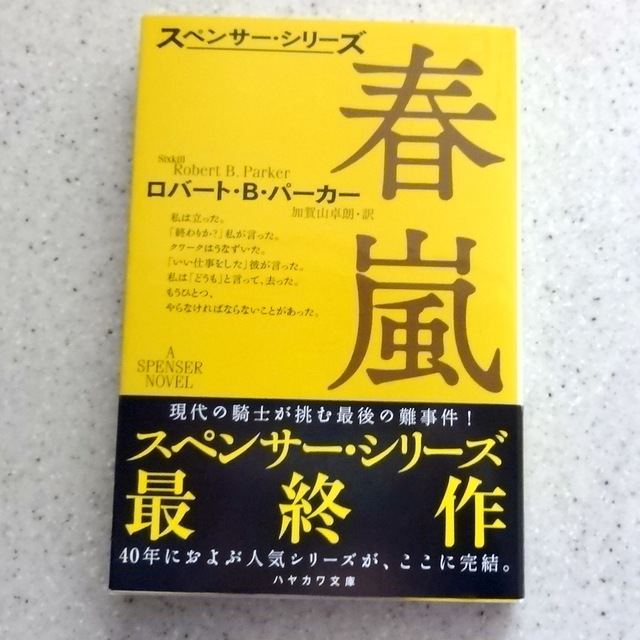 スペンサー・シリーズ
春嵐
Sixkill
Robert B. Parker
ロバート・B・パーカー
加賀山卓朗・訳
私は立った。
「終わりか?」私が言った。
クワークはうなずいた。
「いい仕事をした」彼が言った。
私は「どうも」と言って、去った。
もうひとつ、
やらなければならないことがあった。
A
SPENSER
NOVEL
現代の騎士が挑む最後の難事件!
スペンサー・シリーズ
最終作
40年におよぶ人気シリーズが、ここに完結。
ハヤカワ文庫